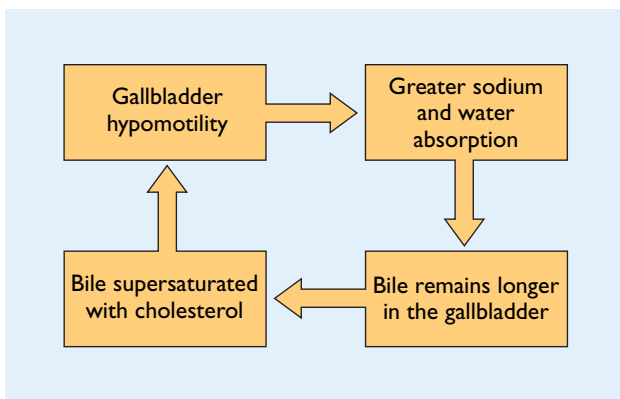 Gallbladder
hypomotility
Greater sodium
and water
absorption
Bile supersaturated
with cholesterol
Bile remains longer
in the gallbladder